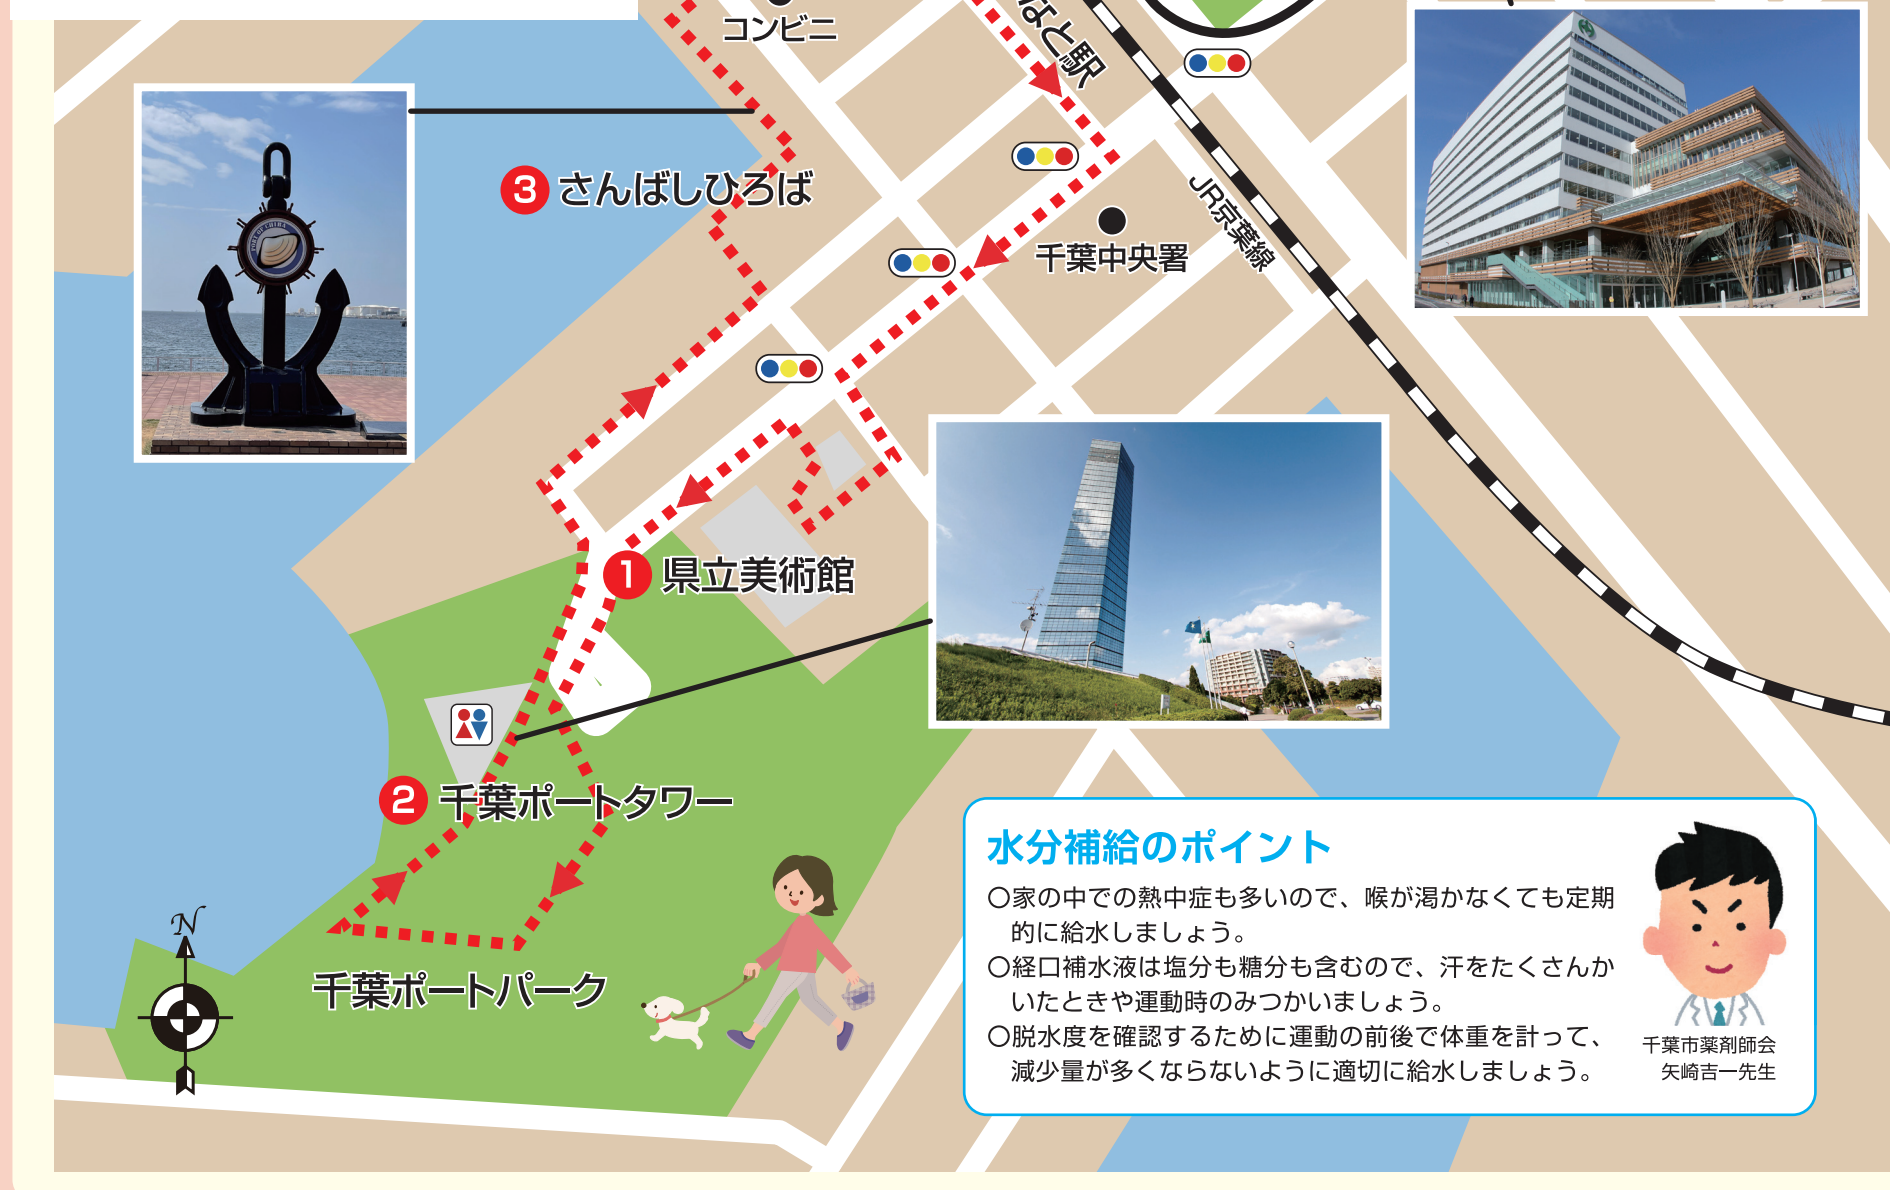 コンビニ
なと駅
JR京葉線
千葉中央署
PORT OF CHIBA
3 さんばしひろば
1 県立美術館
2 千葉ポートタワー
千葉ポートパーク
N
水分補給のポイント
〇家の中での熱中症も多いので、喉が渇かなくても定期
的に給水しましょう。
〇経口補水液は塩分も糖分も含むので、汗をたくさんか
いたときや運動時のみつかいましょう。
〇脱水度を確認するために運動の前後で体重を計って、
減少量が多くならないように適切に給水しましょう。
千葉市薬剤師会
矢崎吉一先生